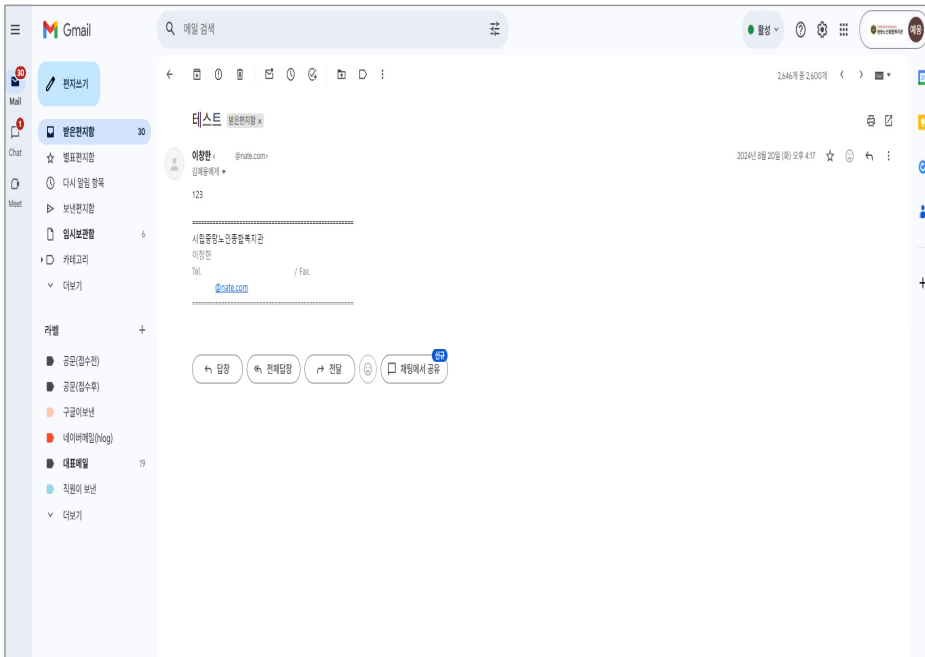 Gmail
메일 검색
활성
예웅
30
Mail
Chat
Meet
편지쓰기
받은편지함 30
별표편지함
다시 알림 항목
보낸편지함
임시보관함 6
카테고리
더보기
라벨 +
공문(접수전)
공문(접수후)
구글이보낸
네이버메일(hlog)
대표메일 19
직원이 보낸
더보기
2,646개 중 2,600개
테스트 받은편지함 x
이창한 < @nate.com>
2024년 8월 20일 (화) 오후 4:17
김예웅에게
123
==================================================
시립중랑노인종합복지관
이창한
Tel. / Fax.
@nate.com
==================================================
답장 전체답장 전달 채팅에서 공유
신규